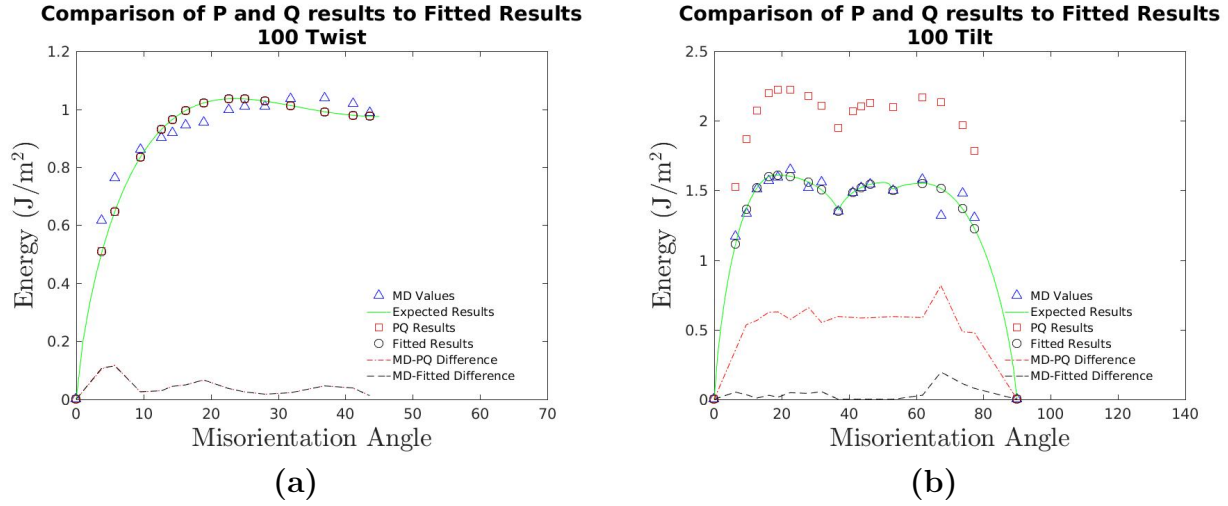 Comparison of P and Q results to Fitted Results
100 Twist
1.2
1
0.8
0.6
0.4
0.2
0
Energy (J/m²)
MD Values
Expected Results
PQ Results
Fitted Results
MD-PQ Difference
MD-Fitted Difference
0 10 20 30 40 50 60 70
Misorientation Angle
(a)
Comparison of P and Q results to Fitted Results
100 Tilt
2.5
2
1.5
1
0.5
0
Energy (J/m²)
MD Values
Expected Results
PQ Results
Fitted Results
MD-PQ Difference
MD-Fitted Difference
0 20 40 60 80 100 120 140
Misorientation Angle
(b)